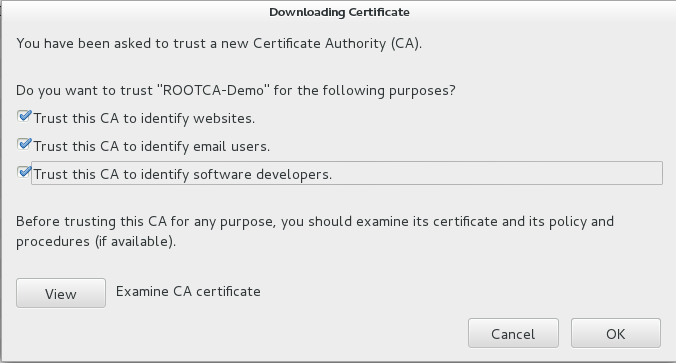 Downloading Certificate
You have been asked to trust a new Certificate Authority (CA).
Do you want to trust "ROOTCA-Demo" for the following purposes?
Trust this CA to identify websites.
Trust this CA to identify email users.
Trust this CA to identify software developers.
Before trusting this CA for any purpose, you should examine its certificate and its policy and
procedures (if available).
View Examine CA certificate
Cancel OK